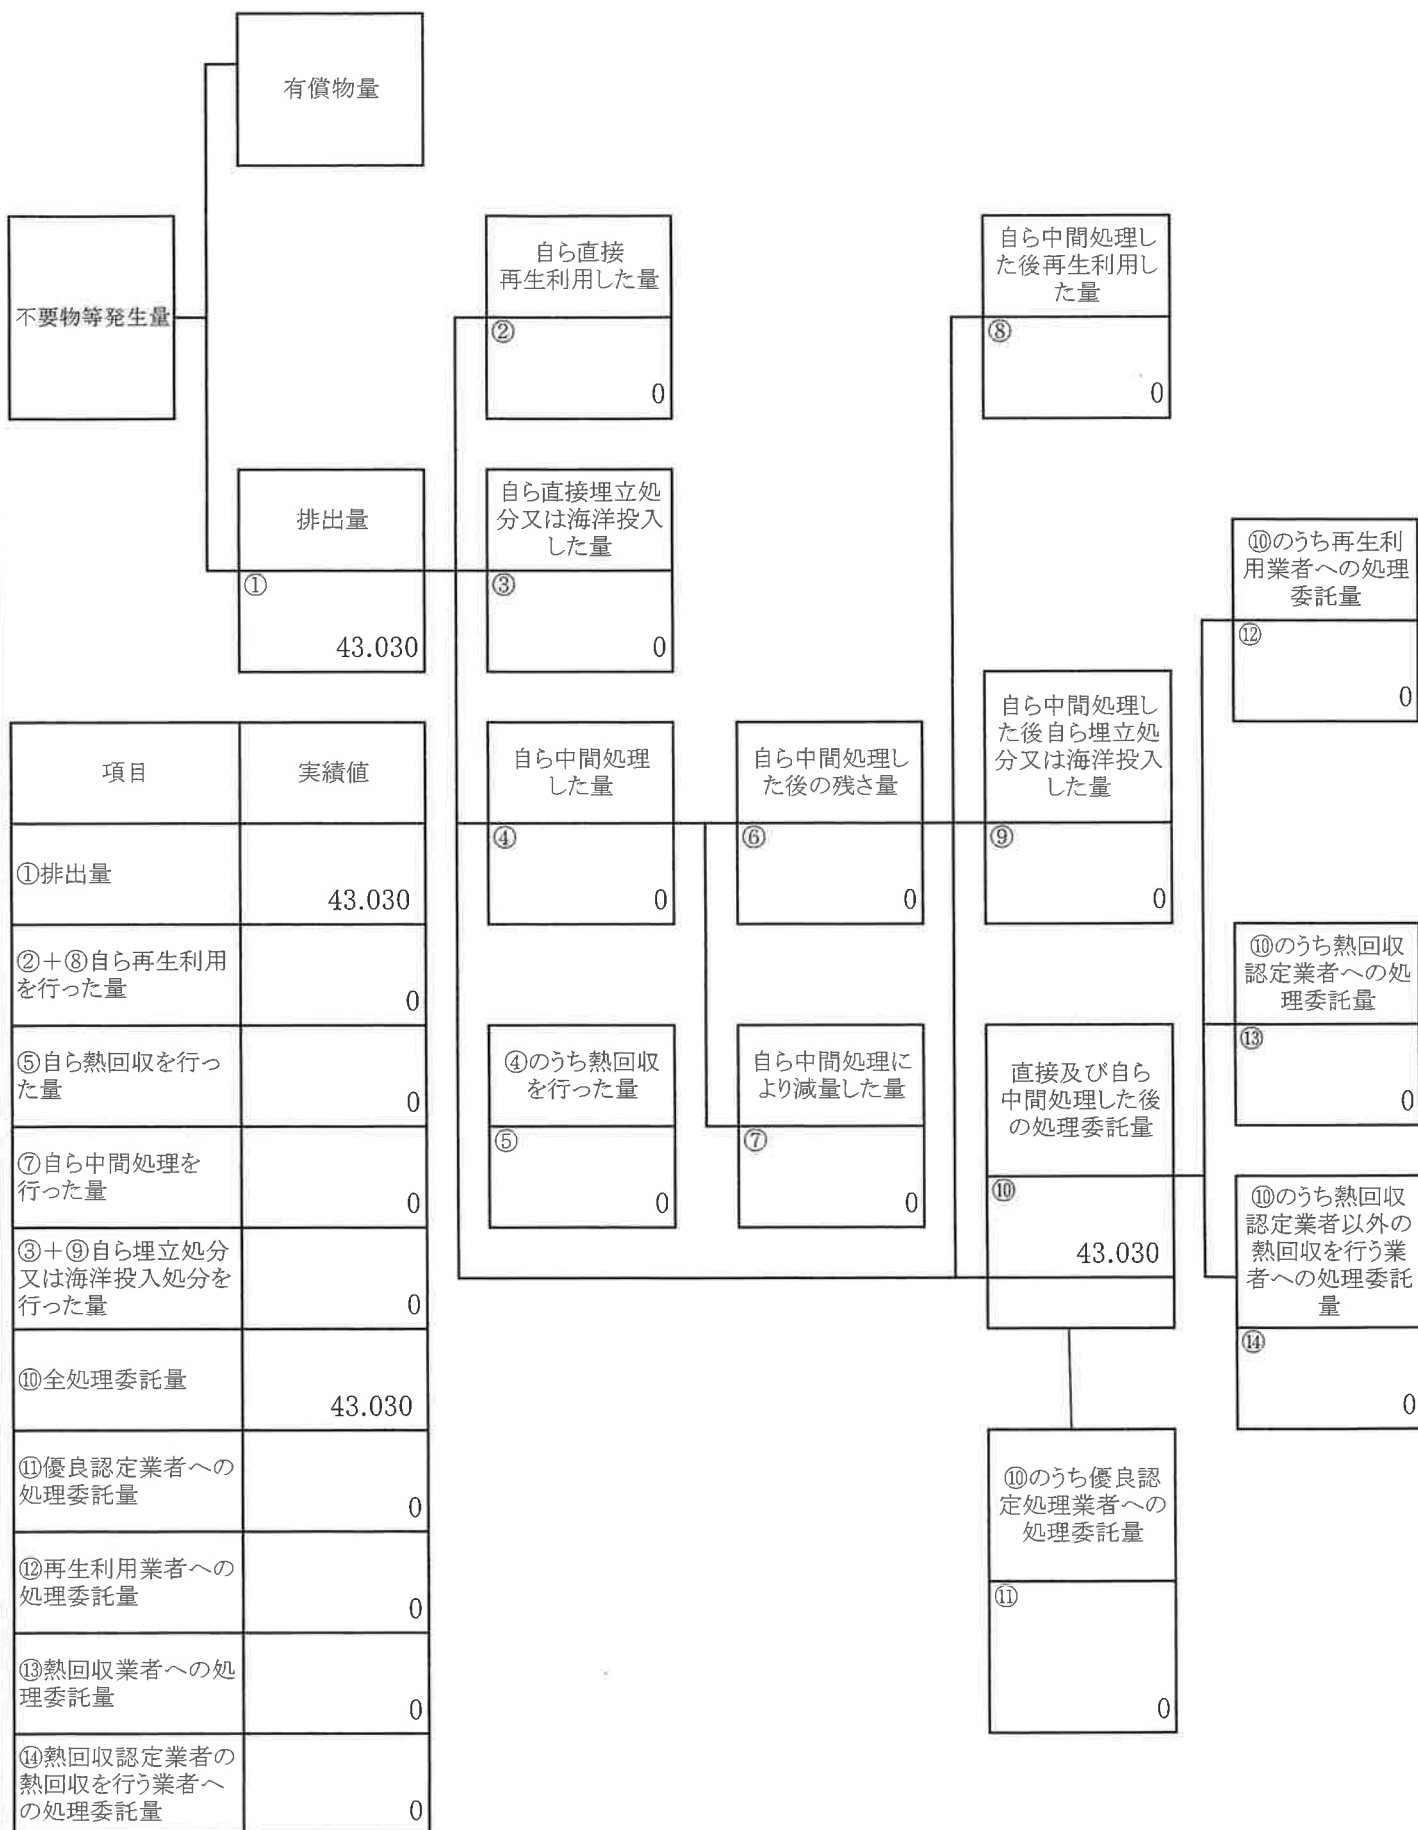 有償物量
不要物等発生量
自ら直接
再生利用した量
②
0
自ら中間処理し
た後再生利用し
た量
⑧
0
排出量
①
43.030
自ら直接埋立処
分又は海洋投入
した量
③
0
⑩のうち再生利
用業者への処理
委託量
⑫
0
自ら中間処理
した量
④
0
自ら中間処理し
た後の残さ量
⑥
0
自ら中間処理し
た後自ら埋立処
分又は海洋投入
した量
⑨
0
⑩のうち熱回収
認定業者への処
理委託量
⑬
0
④のうち熱回収
を行った量
⑤
0
自ら中間処理に
より減量した量
⑦
0
直接及び自ら
中間処理した後
の処理委託量
⑩
43.030
⑩のうち熱回収
認定業者以外の
熱回収を行う業
者への処理委託
量
⑭
0
⑩のうち優良認
定処理業者への
処理委託量
⑪
0
項目
実績値
①排出量
43.030
②+⑧自ら再生利用
を行った量
0
⑤自ら熱回収を行っ
た量
0
⑦自ら中間処理を
行った量
0
③+⑨自ら埋立処分
又は海洋投入処分を
行った量
0
⑩全処理委託量
43.030
⑪優良認定業者への
処理委託量
0
⑫再生利用業者への
処理委託量
0
⑬熱回収業者への処
理委託量
0
⑭熱回収認定業者の
熱回収を行う業者へ
の処理委託量
0